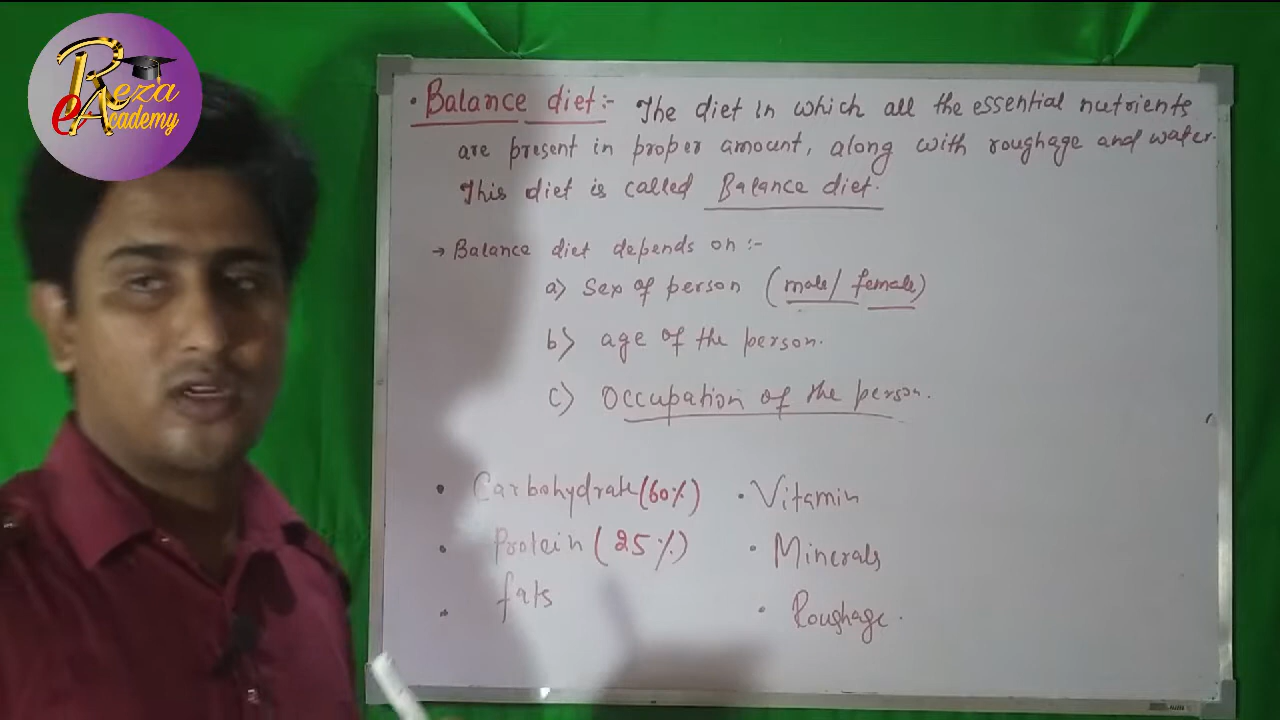 Reza
eAcademy
• Balance diet:- The diet in which all the essential nutrients
are present in proper amount, along with roughage and water.
This diet is called Balance diet.
→ Balance diet depends on :-
a) Sex of person (male/female)
b) age of the person.
c) Occupation of the person.
• Carbohydrate (60%) • Vitamin
• Protein (25%) • Minerals
• fats • Roughage.